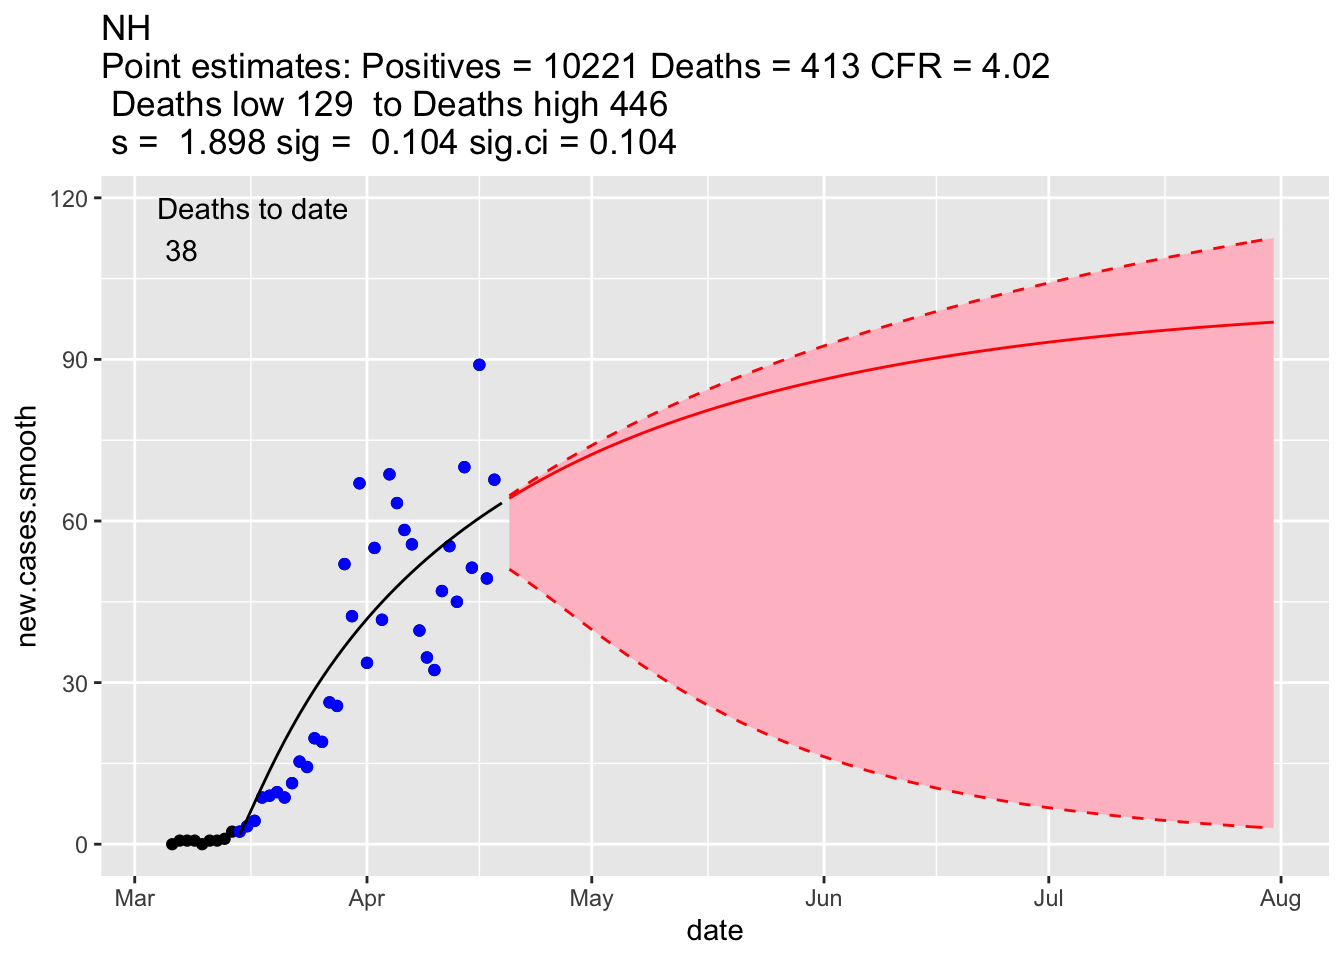 NH
Point estimates: Positives = 10221 Deaths = 413 CFR = 4.02
Deaths low 129  to Deaths high 446
s =  1.898 sig =  0.104 sig.ci = 0.104
Deaths to date
38
120
90
60
30
0
new.cases.smooth
Mar Apr May Jun Jul Aug
date